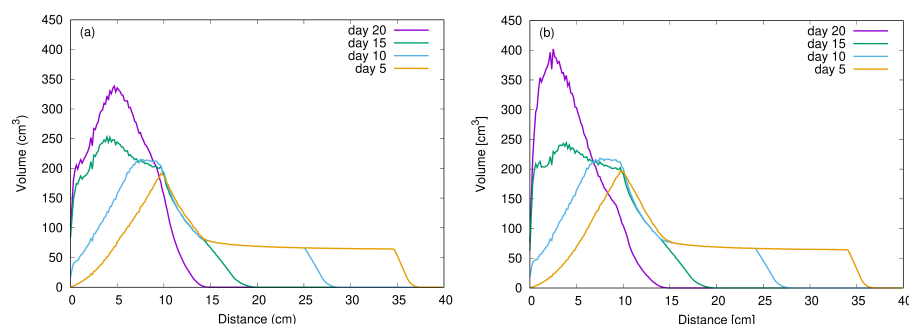 (a)
day 20
day 15
day 10
day 5
450
400
350
300
250
200
150
100
50
0
Volume (cm³)
0 5 10 15 20 25 30 35 40
Distance (cm)
(b)
day 20
day 15
day 10
day 5
450
400
350
300
250
200
150
100
50
0
Volume [cm³]
0 5 10 15 20 25 30 35 40
Distance [cm]